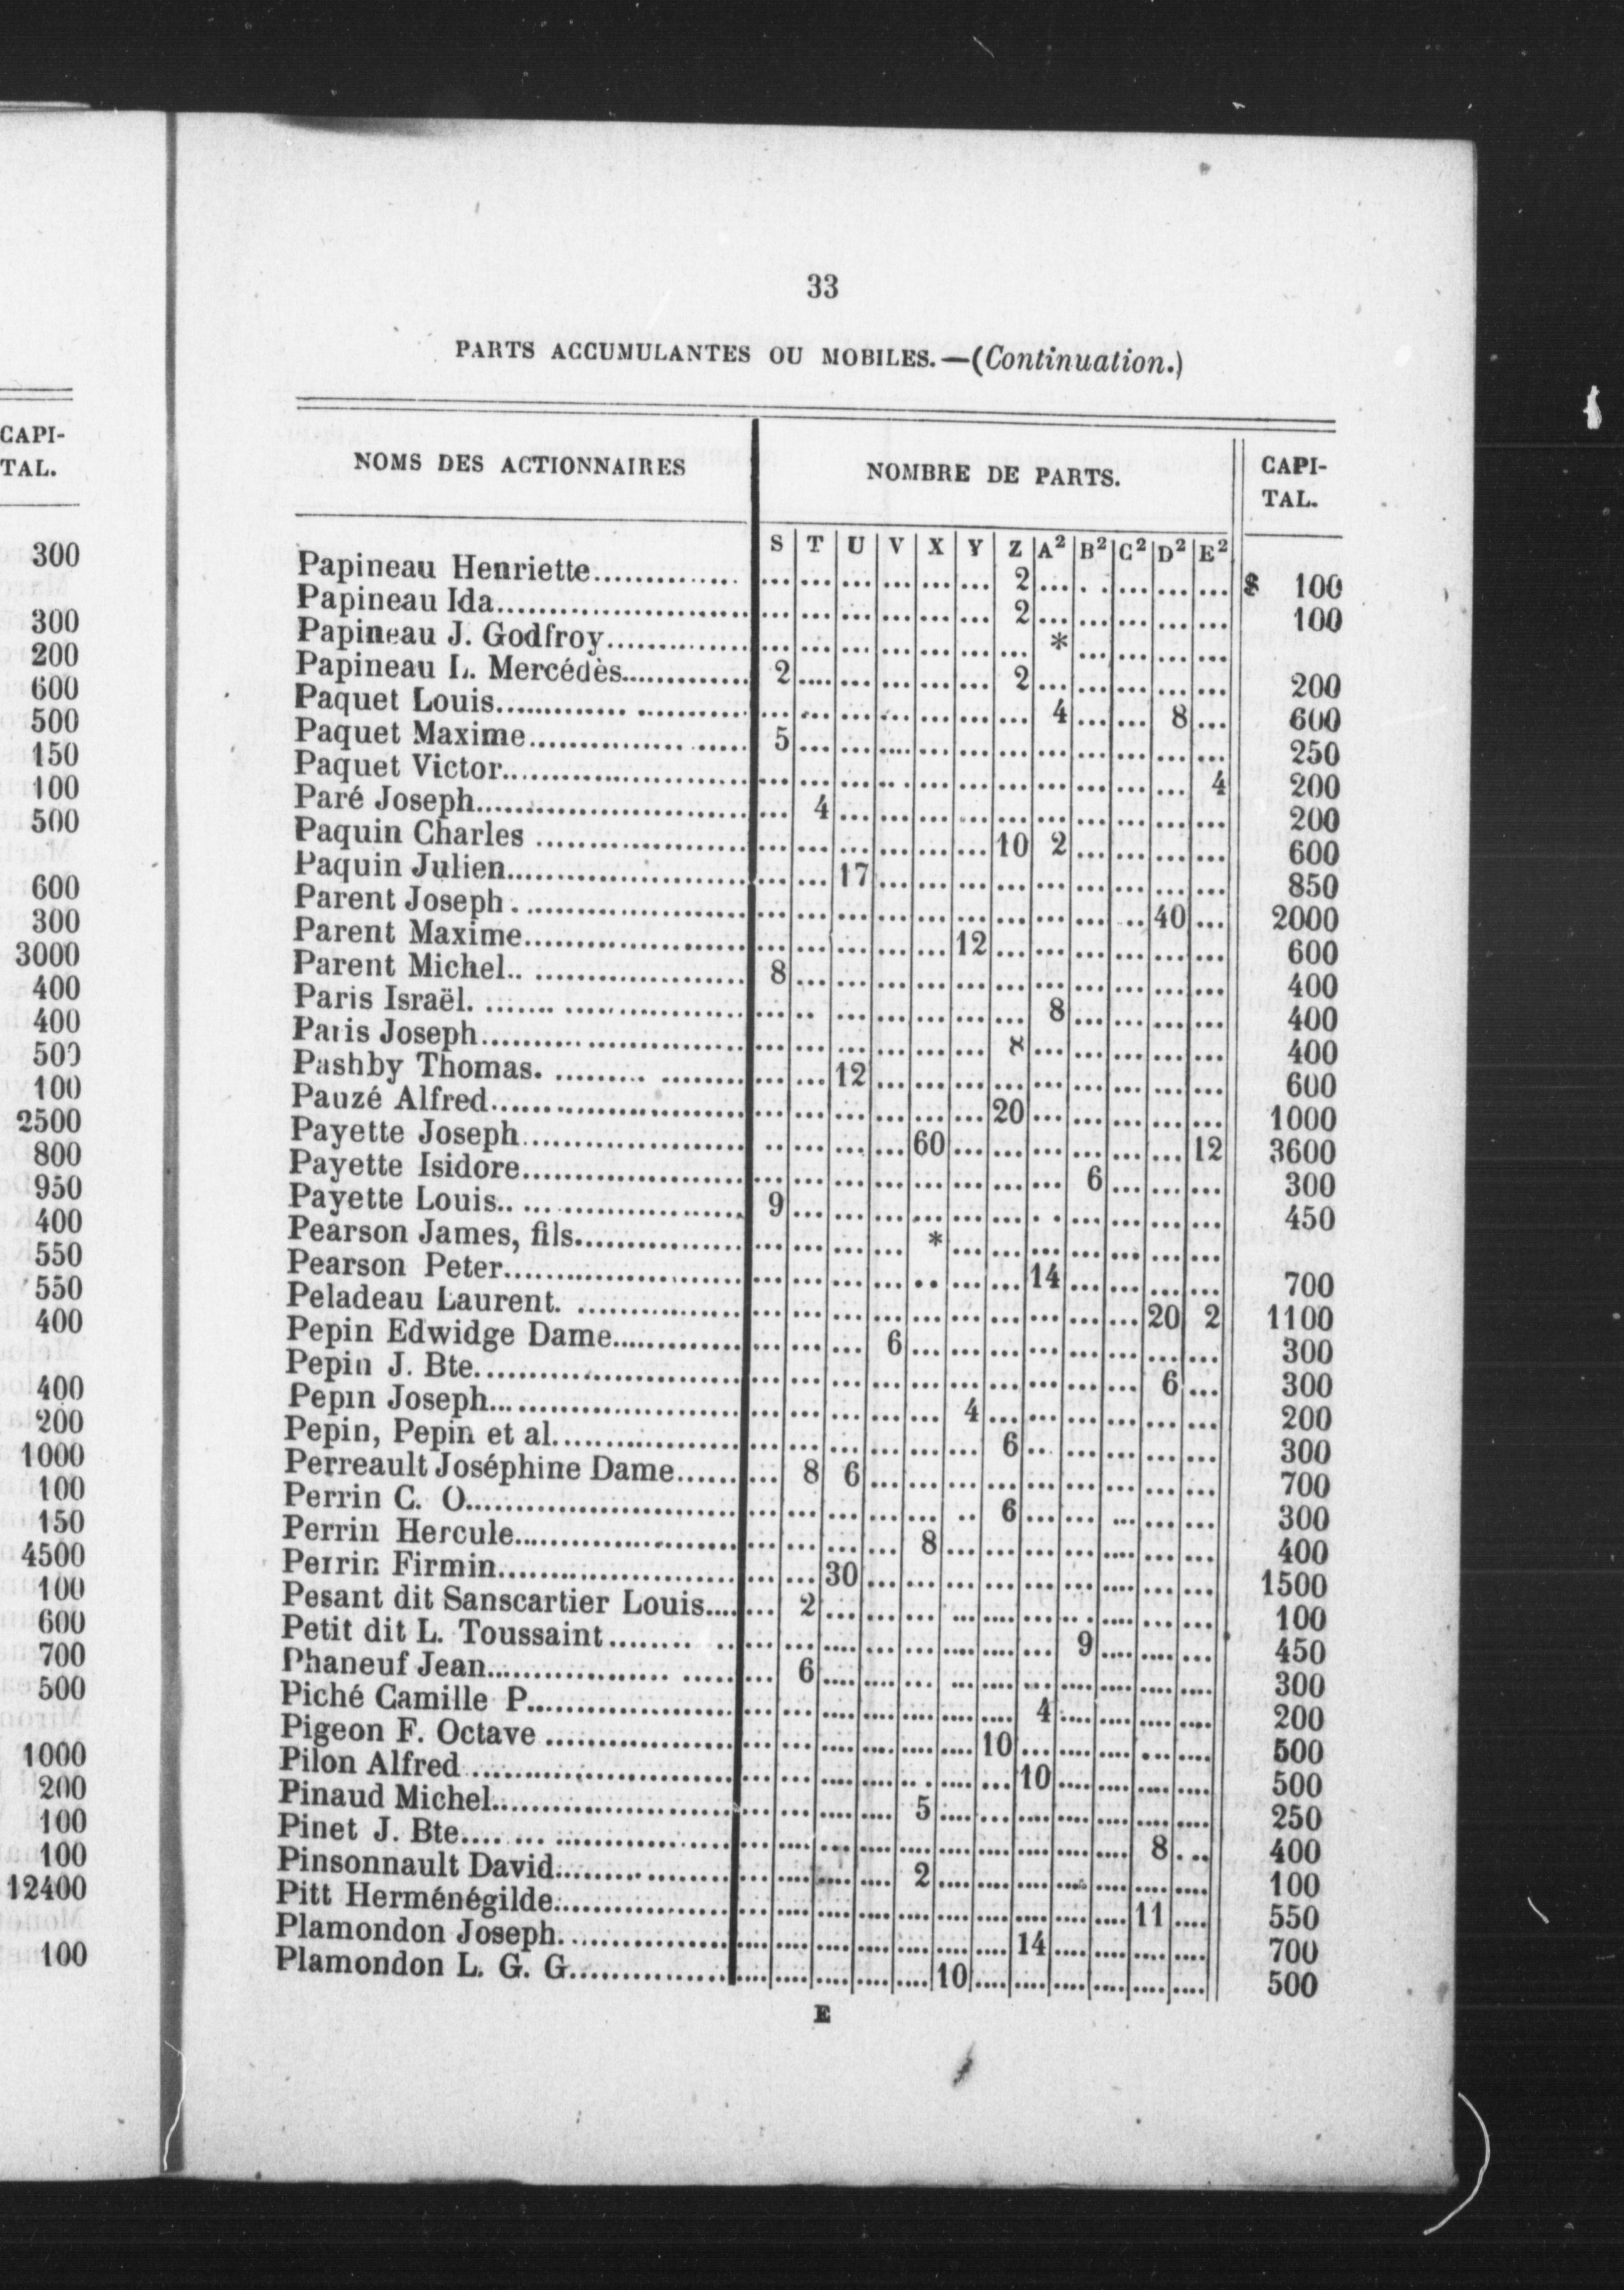 CAPI-
TAL.
300
300
200
600
500
150
100
500
600
300
3000
400
400
500
100
2500
800
950
400
550
550
400
400
200
1000
100
150
4500
100
600
700
500
1000
200
100
100
12400
100
33
PARTS ACCUMULANTES OU MOBILES.—(Continuation.)
NOMS DES ACTIONNAIRES NOMBRE DE PARTS. CAPI-
TAL.
S T U V X Y Z A² B² C² D² E²
Papineau Henriette 2 $ 100
Papineau Ida 2 100
Papineau J. Godfroy *
Papineau L. Mercédès 2 2 200
Paquet Louis 4 8 600
Paquet Maxime 5 250
Paquet Victor 4 200
Paré Joseph 4 200
Paquin Charles 10 2 600
Paquin Julien 17 850
Parent Joseph 40 2000
Parent Maxime 12 600
Parent Michel 8 400
Paris Israël. 8 400
Paris Joseph 8 400
Pashby Thomas. 12 600
Pauzé Alfred 20 1000
Payette Joseph 60 12 3600
Payette Isidore 6 300
Payette Louis 9 450
Pearson James, fils *
Pearson Peter 14 700
Peladeau Laurent. 20 2 1100
Pepin Edwidge Dame 6 300
Pepin J. Bte. 6 300
Pepin Joseph 4 200
Pepin, Pepin et al. 6 300
Perreault Joséphine Dame 8 6 700
Perrin C. O. 6 300
Perrin Hercule 8 400
Perrin Firmin 30 1500
Pesant dit Sanscartier Louis 2 100
Petit dit L. Toussaint 9 450
Phaneuf Jean 6 300
Piché Camille P. 4 200
Pigeon F. Octave 10 500
Pilon Alfred 10 500
Pinaud Michel 5 250
Pinet J. Bte. 8 400
Pinsonnault David 2 100
Pitt Herménégilde 11 550
Plamondon Joseph 14 700
Plamondon L. G. G. 10 500
E